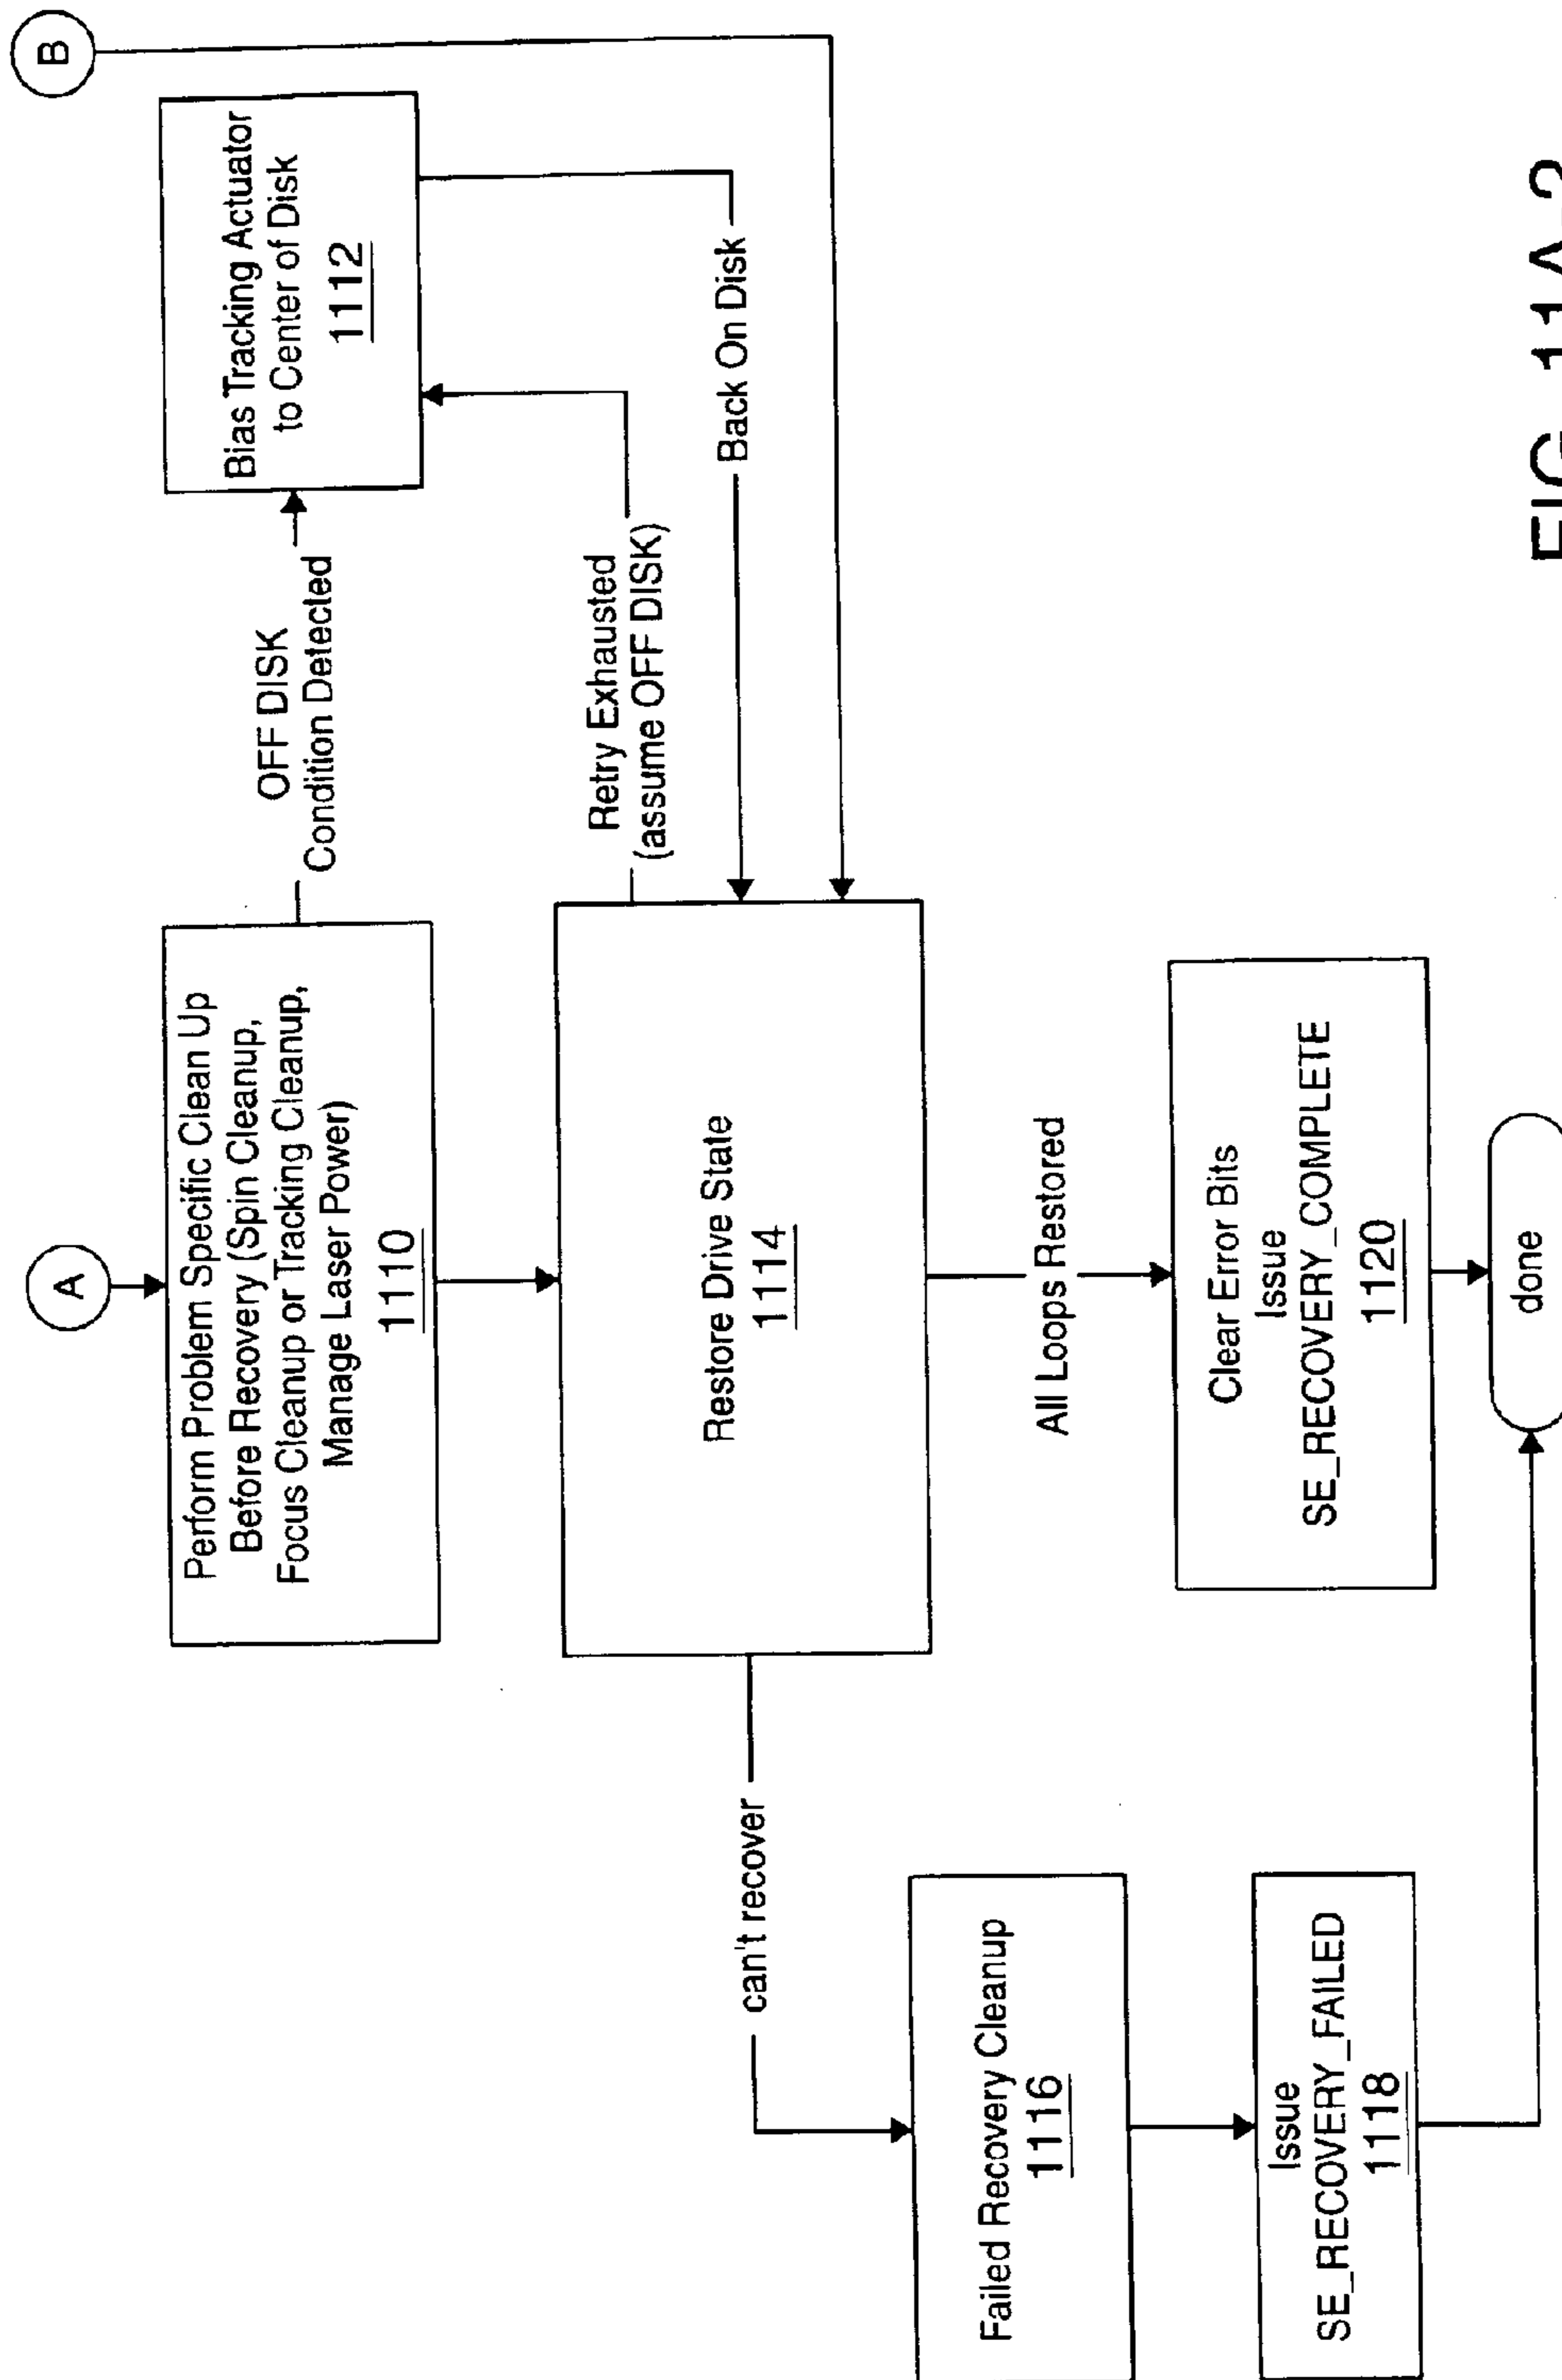 A
B
Perform Problem Specific Clean Up
Before Recovery (Spin Cleanup,
Focus Cleanup or Tracking Cleanup,
Manage Laser Power)
1110
OFF DISK
Condition Detected
Bias Tracking Actuator
to Center of Disk
1112
Retry Exhausted
(assume OFF DISK)
Back On Disk
Restore Drive State
1114
can't recover
All Loops Restored
Failed Recovery Cleanup
1116
Issue
SE_RECOVERY_FAILED
1118
Clear Error Bits
Issue
SE_RECOVERY_COMPLETE
1120
done
FIG. 11A-2